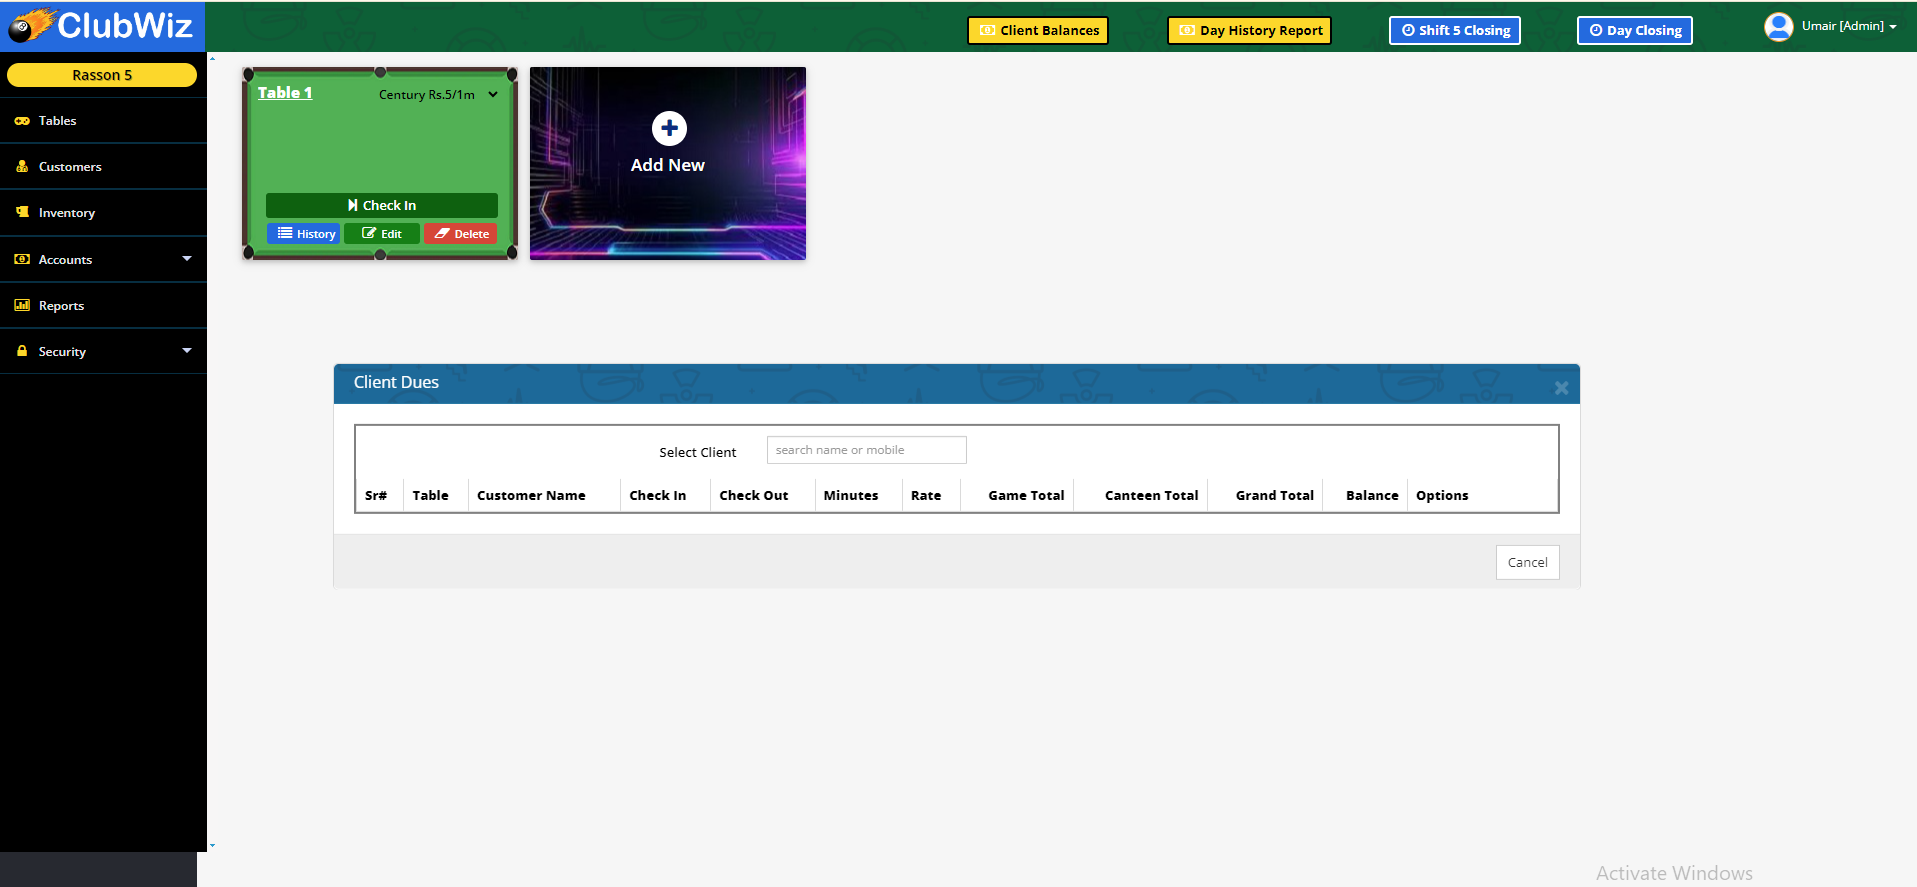 ClubWiz
Client Balances
Day History Report
Shift 5 Closing
Day Closing
Umair [Admin]
Rasson 5
Tables
Customers
Inventory
Accounts
Reports
Security
Table 1
Century Rs.5/1m
Check In
History
Edit
Delete
Add New
Client Dues
Select Client
search name or mobile
Sr# Table Customer Name Check In Check Out Minutes Rate Game Total Canteen Total Grand Total Balance Options
Cancel
Activate Windows